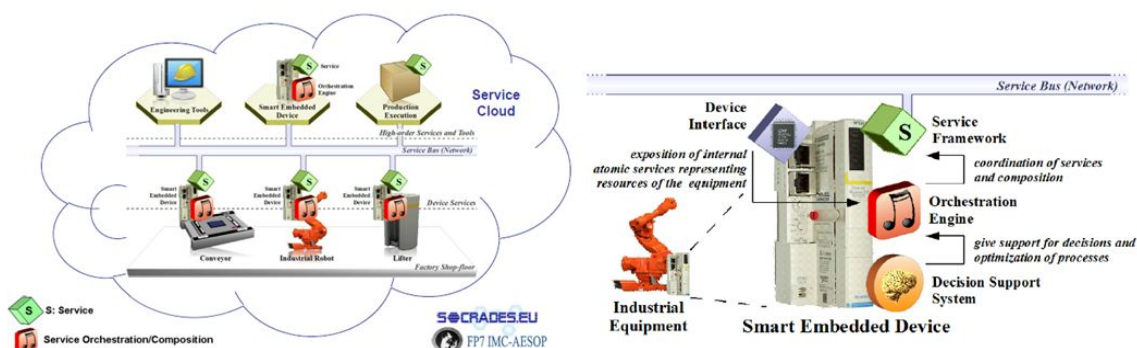 Service
Orchestration
Engine
Engineering Tools
Smart Embedded
Device
Production
Execution
Service
Cloud
High-order Services and Tools
Service Bus (Network)
Smart
Embedded
Device
Smart
Embedded
Device
Smart
Embedded
Device
Device Services
Conveyor
Industrial Robot
Lifter
Factory Shop-floor
S: Service
Service Orchestration/Composition
SOCRADES.EU
FP7 IMC-AESOP
Service Bus (Network)
Device
Interface
S
Service
Framework
exposition of internal
atomic services representing
resources of the equipment
coordination of services
and composition
Orchestration
Engine
give support for decisions and
optimization of processes
Decision Support
System
Industrial
Equipment
Smart Embedded Device